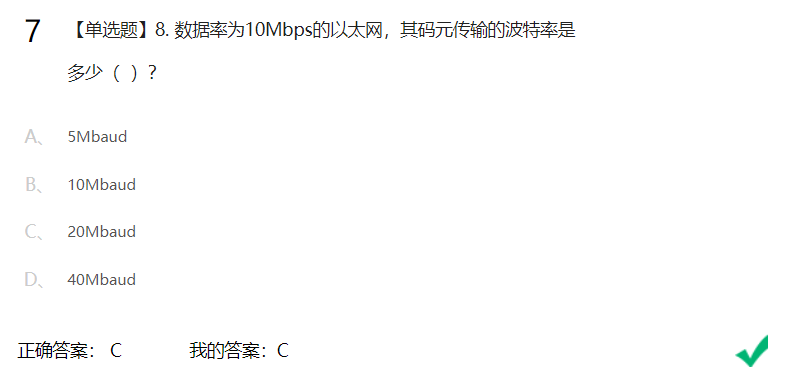 7 【单选题】8. 数据率为10Mbps的以太网，其码元传输的波特率是
多少（ ）？
A、 5Mbaud
B、 10Mbaud
C、 20Mbaud
D、 40Mbaud
正确答案： C 我的答案：C